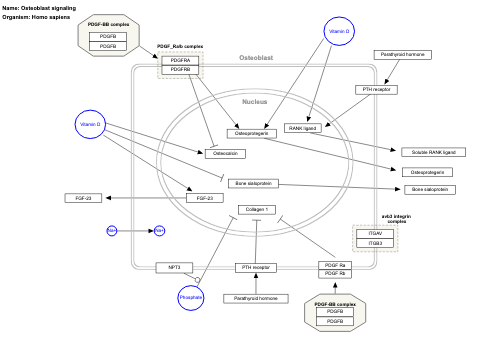 Name: Osteoblast signaling
Organism: Homo sapiens
PDGF-BB complex
PDGFB
PDGFB
Vitamin D
PDGF_Ra/b complex
PDGFRA
PDGFRB
Osteoblast
Parathyroid hormone
PTH receptor
Nucleus
Vitamin D
Osteoprotegerin
RANK ligand
Osteocalcin
Soluble RANK ligand
Osteoprotegerin
Bone sialoprotein
Bone sialoprotein
FGF-23
FGF-23
Collagen 1
avb3 integrin
complex
ITGAV
ITGB3
Na+
Na+
NPT3
PTH receptor
PDGF Ra
PDGF Rb
Phosphate
Parathyroid hormone
PDGF-BB complex
PDGFB
PDGFB